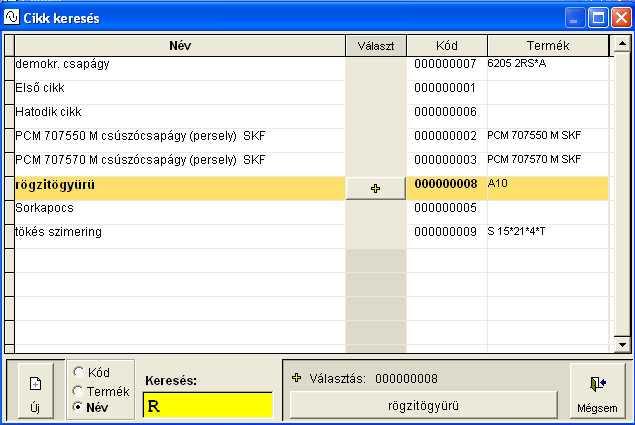 Cikk keresés
Név Választ Kód Termék
demokr. csapágy 000000007 6205 2RS*A
Első cikk 000000001
Hatodik cikk 000000006
PCM 707550 M csúszócsapágy (persely) SKF 000000002 PCM 707550 M SKF
PCM 707570 M csúszócsapágy (persely) SKF 000000003 PCM 707570 M SKF
rögzitögyürü 000000008 A10
Sorkapocs 000000005
tökés szimering 000000009 S 15*21*4*T
Kód
Termék
Név
Keresés:
R
Választás: 000000008
rögzitögyürü
Új
Mégsem